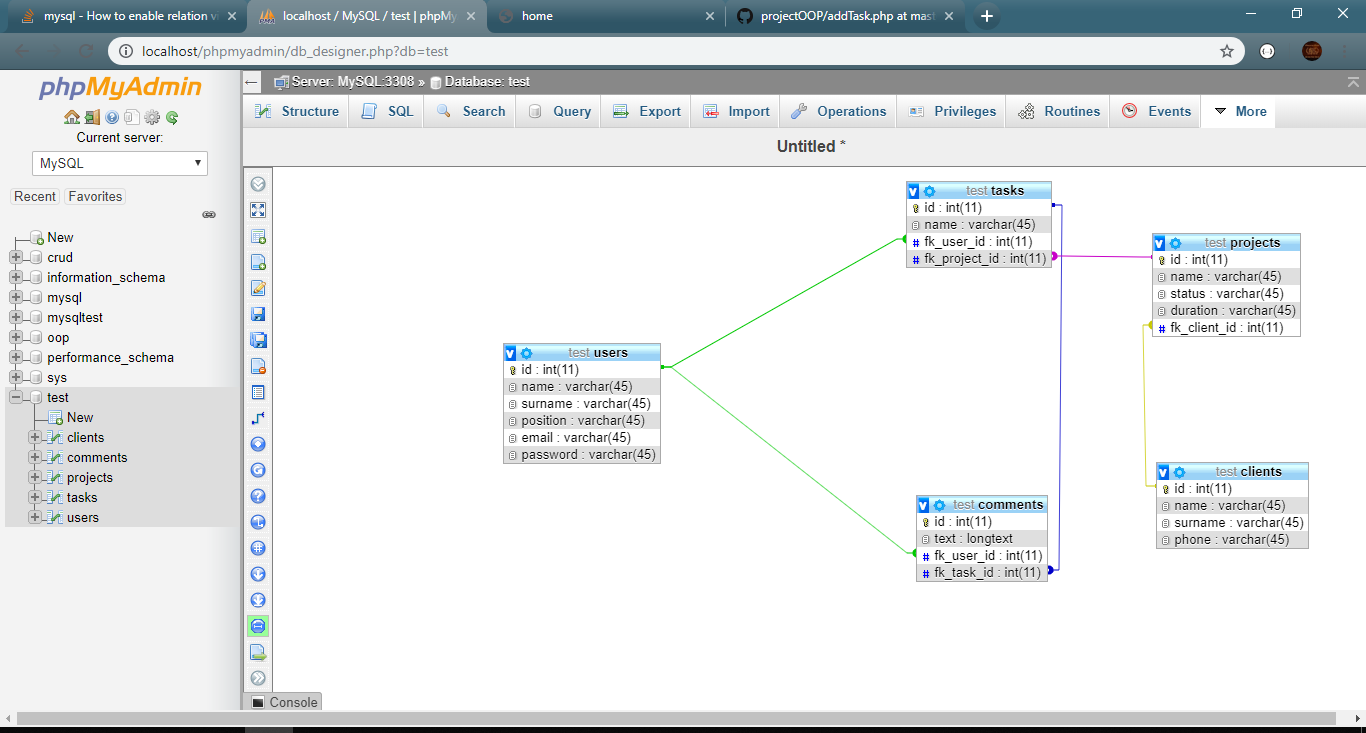 mysql - How to enable relation v
localhost / MySQL / test | phpMy
home
projectOOP/addTask.php at mast
localhost/phpmyadmin/db_designer.php?db=test
phpMyAdmin
Current server:
MySQL
Recent Favorites
New
crud
information_schema
mysql
mysqltest
oop
performance_schema
sys
test
New
clients
comments
projects
tasks
users
Server: MySQL:3308 » Database: test
Structure SQL Search Query Export Import Operations Privileges Routines Events More
Untitled *
test tasks
id : int(11)
name : varchar(45)
fk_user_id : int(11)
fk_project_id : int(11)
test projects
id : int(11)
name : varchar(45)
status : varchar(45)
duration : varchar(45)
fk_client_id : int(11)
test users
id : int(11)
name : varchar(45)
surname : varchar(45)
position : varchar(45)
email : varchar(45)
password : varchar(45)
test comments
id : int(11)
text : longtext
fk_user_id : int(11)
fk_task_id : int(11)
test clients
id : int(11)
name : varchar(45)
surname : varchar(45)
phone : varchar(45)
Console